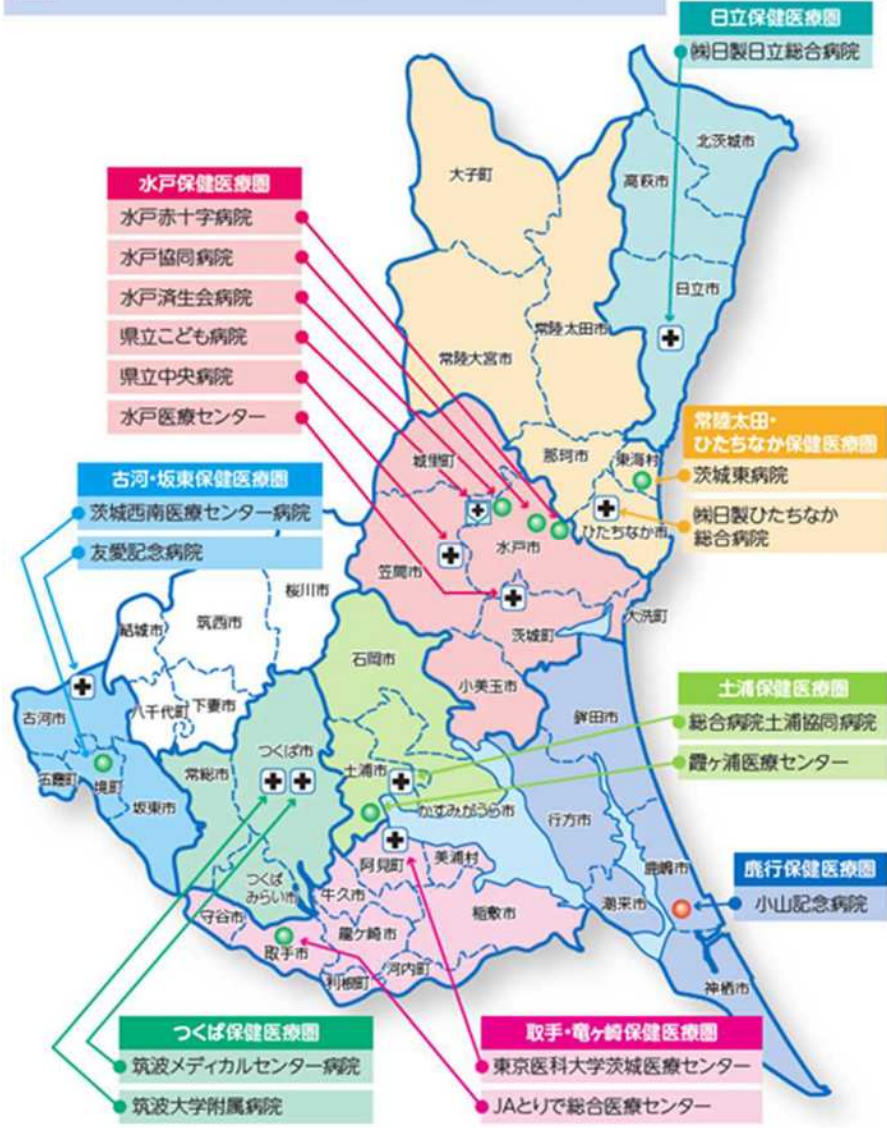 日立保健医療圏
㈱日製日立総合病院
水戸保健医療圏
水戸赤十字病院
水戸協同病院
水戸済生会病院
県立こども病院
県立中央病院
水戸医療センター
大子町
北茨城市
高萩市
日立市
常陸太田市
常陸大宮市
常陸太田・
ひたちなか保健医療圏
茨城東病院
㈱日製ひたちなか
総合病院
那珂市
東海村
ひたちなか市
城里町
水戸市
笠間市
茨城町
大洗町
小美玉市
古河・坂東保健医療圏
茨城西南医療センター病院
友愛記念病院
桜川市
筑西市
結城市
八千代町
下妻市
古河市
五霞町
境町
坂東市
常総市
つくば市
つくば
みらい市
石岡市
土浦市
かすみがうら市
土浦保健医療圏
総合病院土浦協同病院
霞ヶ浦医療センター
鉾田市
行方市
鹿嶋市
潮来市
神栖市
鹿行保健医療圏
小山記念病院
阿見町
美浦村
牛久市
稲敷市
龍ケ崎市
守谷市
取手市
利根町
河内町
つくば保健医療圏
筑波メディカルセンター病院
筑波大学附属病院
取手・竜ヶ崎保健医療圏
東京医科大学茨城医療センター
JAとりで総合医療センター